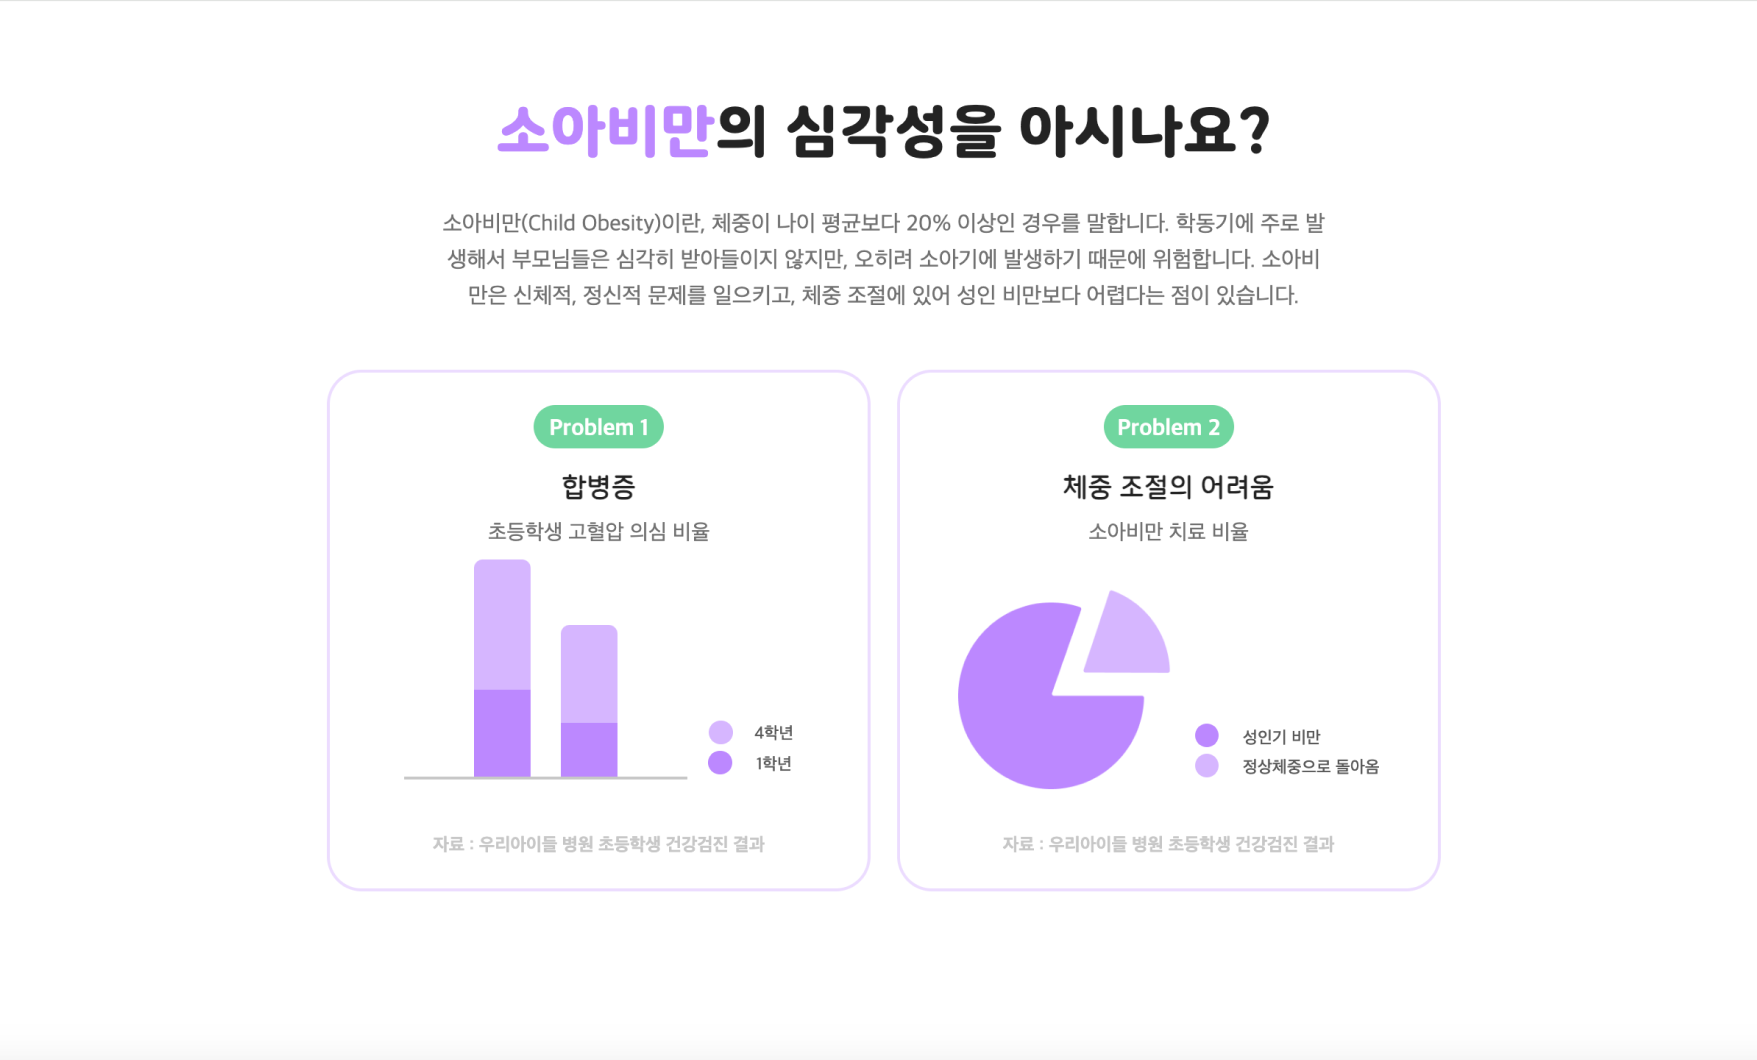 소아비만의 심각성을 아시나요?
소아비만(Child Obesity)이란, 체중이 나이 평균보다 20% 이상인 경우를 말합니다. 학동기에 주로 발
생해서 부모님들은 심각히 받아들이지 않지만, 오히려 소아기에 발생하기 때문에 위험합니다. 소아비
만은 신체적, 정신적 문제를 일으키고, 체중 조절에 있어 성인 비만보다 어렵다는 점이 있습니다.
Problem 1
합병증
초등학생 고혈압 의심 비율
4학년
1학년
자료 : 우리아이들 병원 초등학생 건강검진 결과
Problem 2
체중 조절의 어려움
소아비만 치료 비율
성인기 비만
정상체중으로 돌아옴
자료 : 우리아이들 병원 초등학생 건강검진 결과